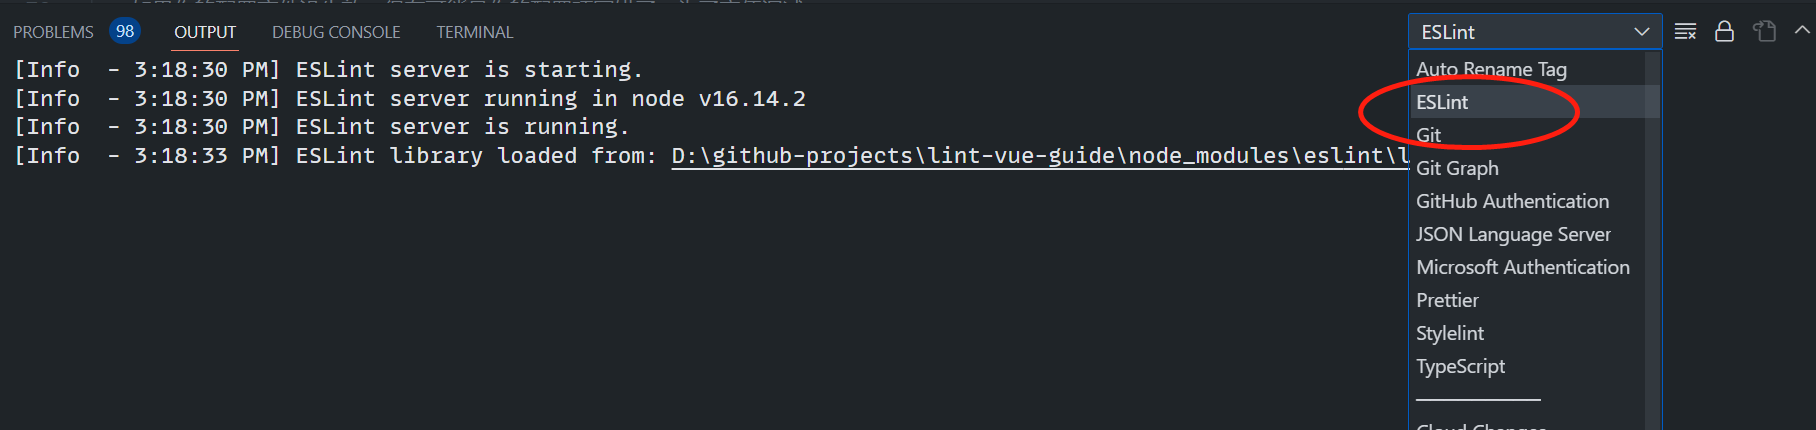 PROBLEMS 98 OUTPUT DEBUG CONSOLE TERMINAL ESLint
[Info - 3:18:30 PM] ESLint server is starting.
[Info - 3:18:30 PM] ESLint server running in node v16.14.2
[Info - 3:18:30 PM] ESLint server is running.
[Info - 3:18:33 PM] ESLint library loaded from: D:\github-projects\lint-vue-guide\node_modules\eslint\l
Auto Rename Tag
ESLint
Git
Git Graph
GitHub Authentication
JSON Language Server
Microsoft Authentication
Prettier
Stylelint
TypeScript
Cloud Changes